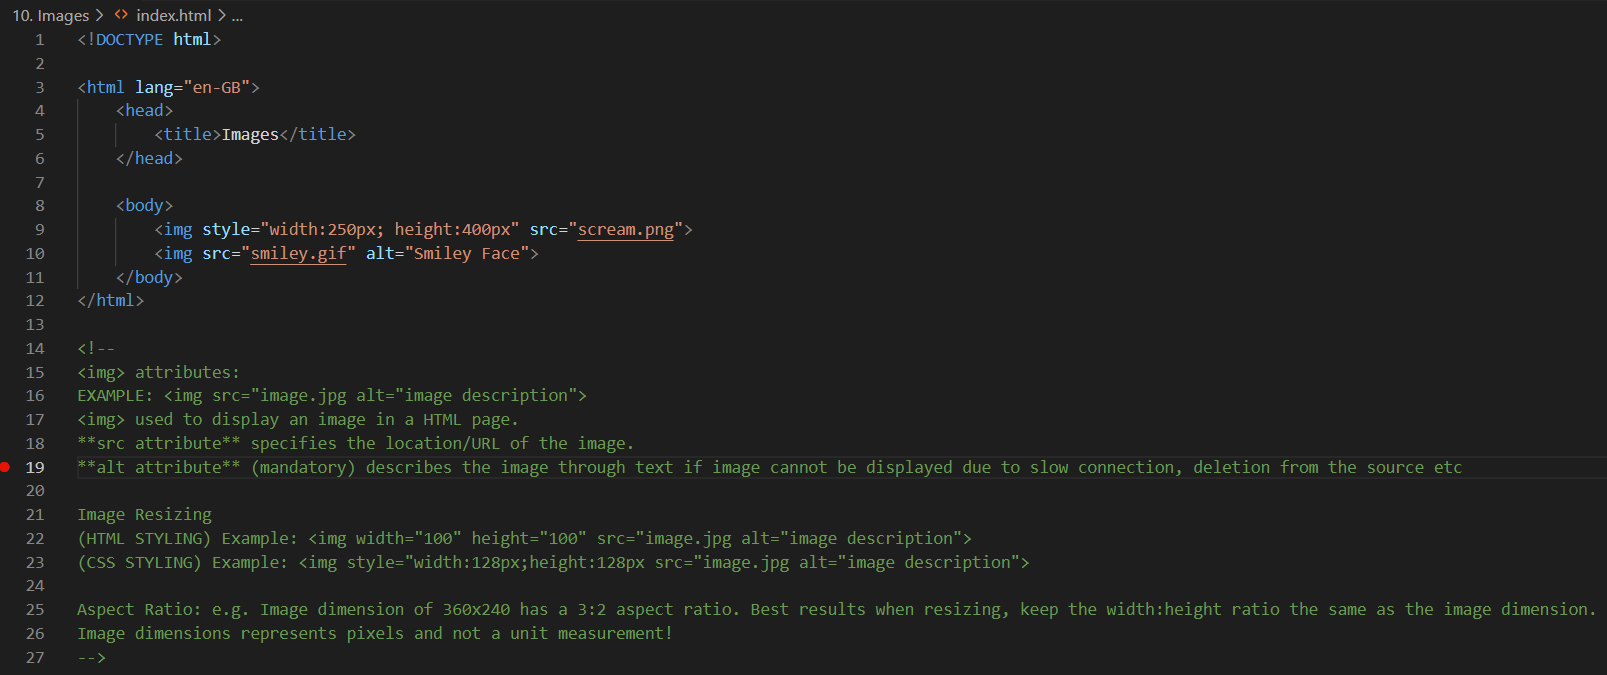 10. Images > <> index.html > ...
1 <!DOCTYPE html>
2
3 <html lang="en-GB">
4 <head>
5 <title>Images</title>
6 </head>
7
8 <body>
9 <img style="width:250px; height:400px" src="scream.png">
10 <img src="smiley.gif" alt="Smiley Face">
11 </body>
12 </html>
13
14 <!--
15 <img> attributes:
16 EXAMPLE: <img src="image.jpg alt="image description">
17 <img> used to display an image in a HTML page.
18 **src attribute** specifies the location/URL of the image.
19 **alt attribute** (mandatory) describes the image through text if image cannot be displayed due to slow connection, deletion from the source etc
20
21 Image Resizing
22 (HTML STYLING) Example: <img width="100" height="100" src="image.jpg alt="image description">
23 (CSS STYLING) Example: <img style="width:128px;height:128px src="image.jpg alt="image description">
24
25 Aspect Ratio: e.g. Image dimension of 360x240 has a 3:2 aspect ratio. Best results when resizing, keep the width:height ratio the same as the image dimension.
26 Image dimensions represents pixels and not a unit measurement!
27 -->